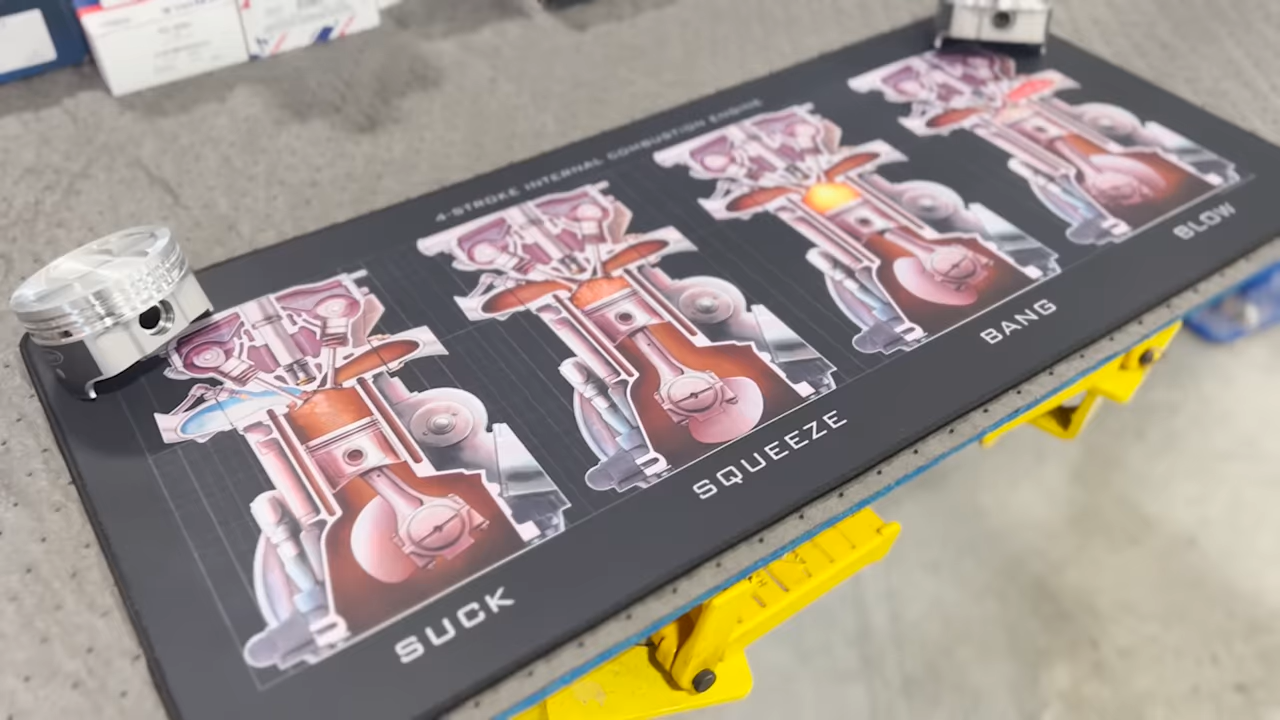 4-STROKE INTERNAL COMBUSTION ENGINE
SUCK
SQUEEZE
BANG
BLOW